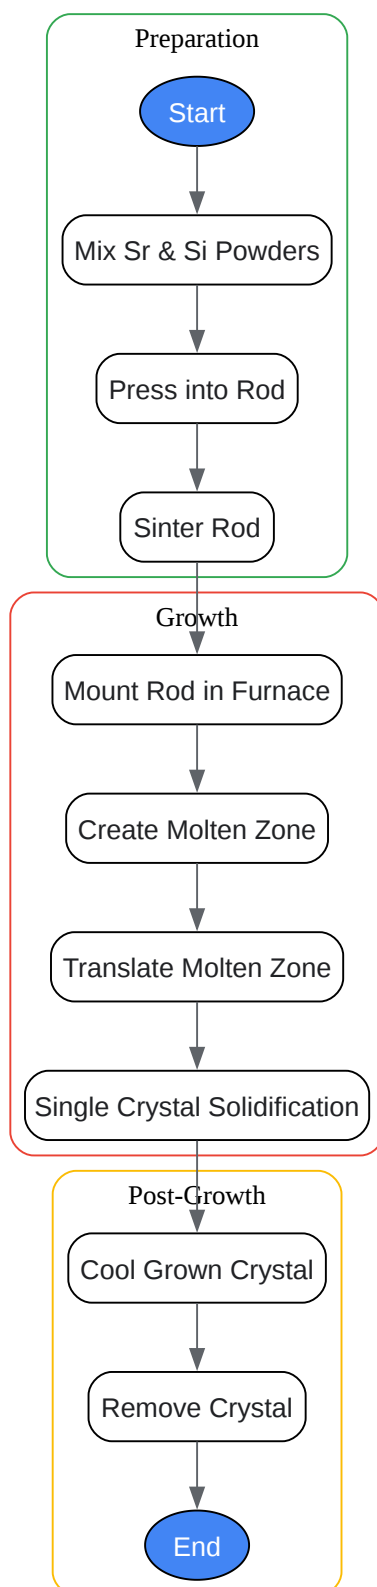 Preparation
Start
Mix Sr & Si Powders
Press into Rod
Sinter Rod
Growth
Mount Rod in Furnace
Create Molten Zone
Translate Molten Zone
Single Crystal Solidification
Post-Growth
Cool Grown Crystal
Remove Crystal
End